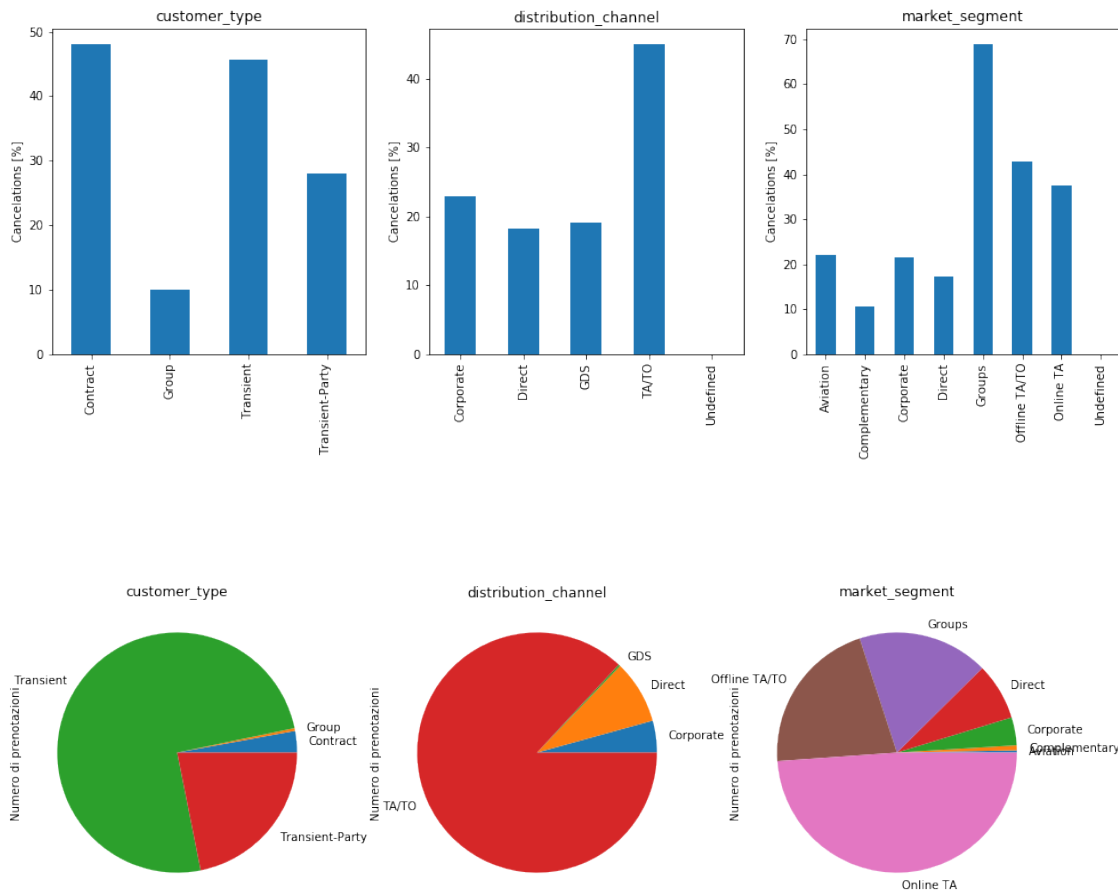 customer_type
distribution_channel
market_segment
Cancelations [%]
50
40
30
20
10
0
Contract
Group
Transient
Transient-Party
Cancelations [%]
40
30
20
10
0
Corporate
Direct
GDS
TA/TO
Undefined
Cancelations [%]
70
60
50
40
30
20
10
0
Aviation
Complementary
Corporate
Direct
Groups
Offline TA/TO
Online TA
Undefined
customer_type
Numero di prenotazioni
Transient
Group
Contract
Transient-Party
distribution_channel
Numero di prenotazioni
GDS
Direct
Corporate
TA/TO
market_segment
Numero di prenotazioni
Groups
Offline TA/TO
Direct
Corporate
Complementary
Aviation
Online TA